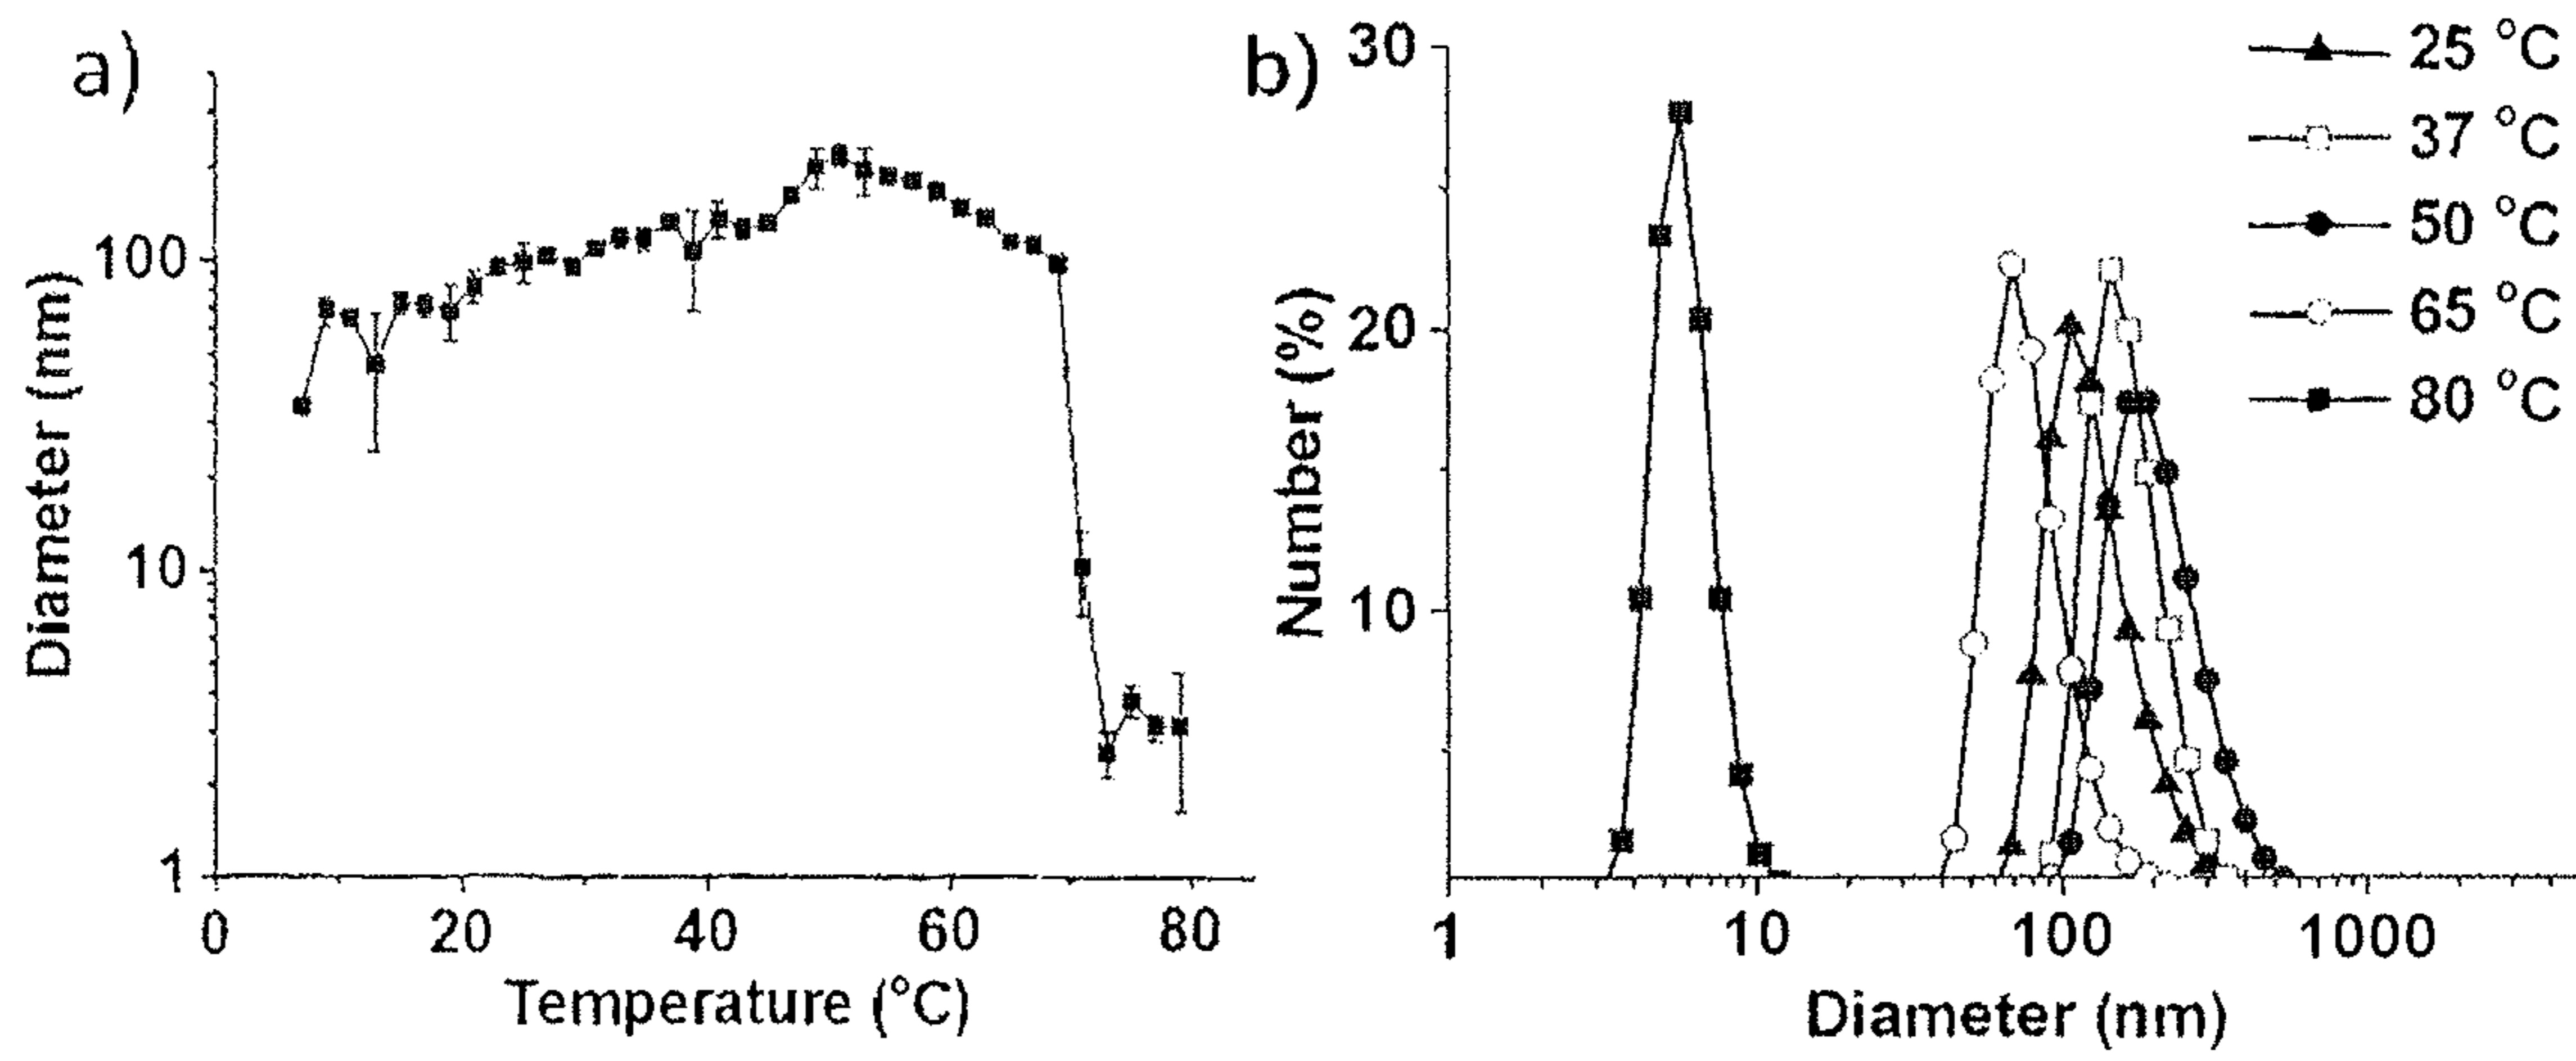 a)
Diameter (nm)
100
10
1
0 20 40 60 80
Temperature (°C)
b)
Number (%)
30
20
10
1 10 100 1000
Diameter (nm)
25 °C
37 °C
50 °C
65 °C
80 °C